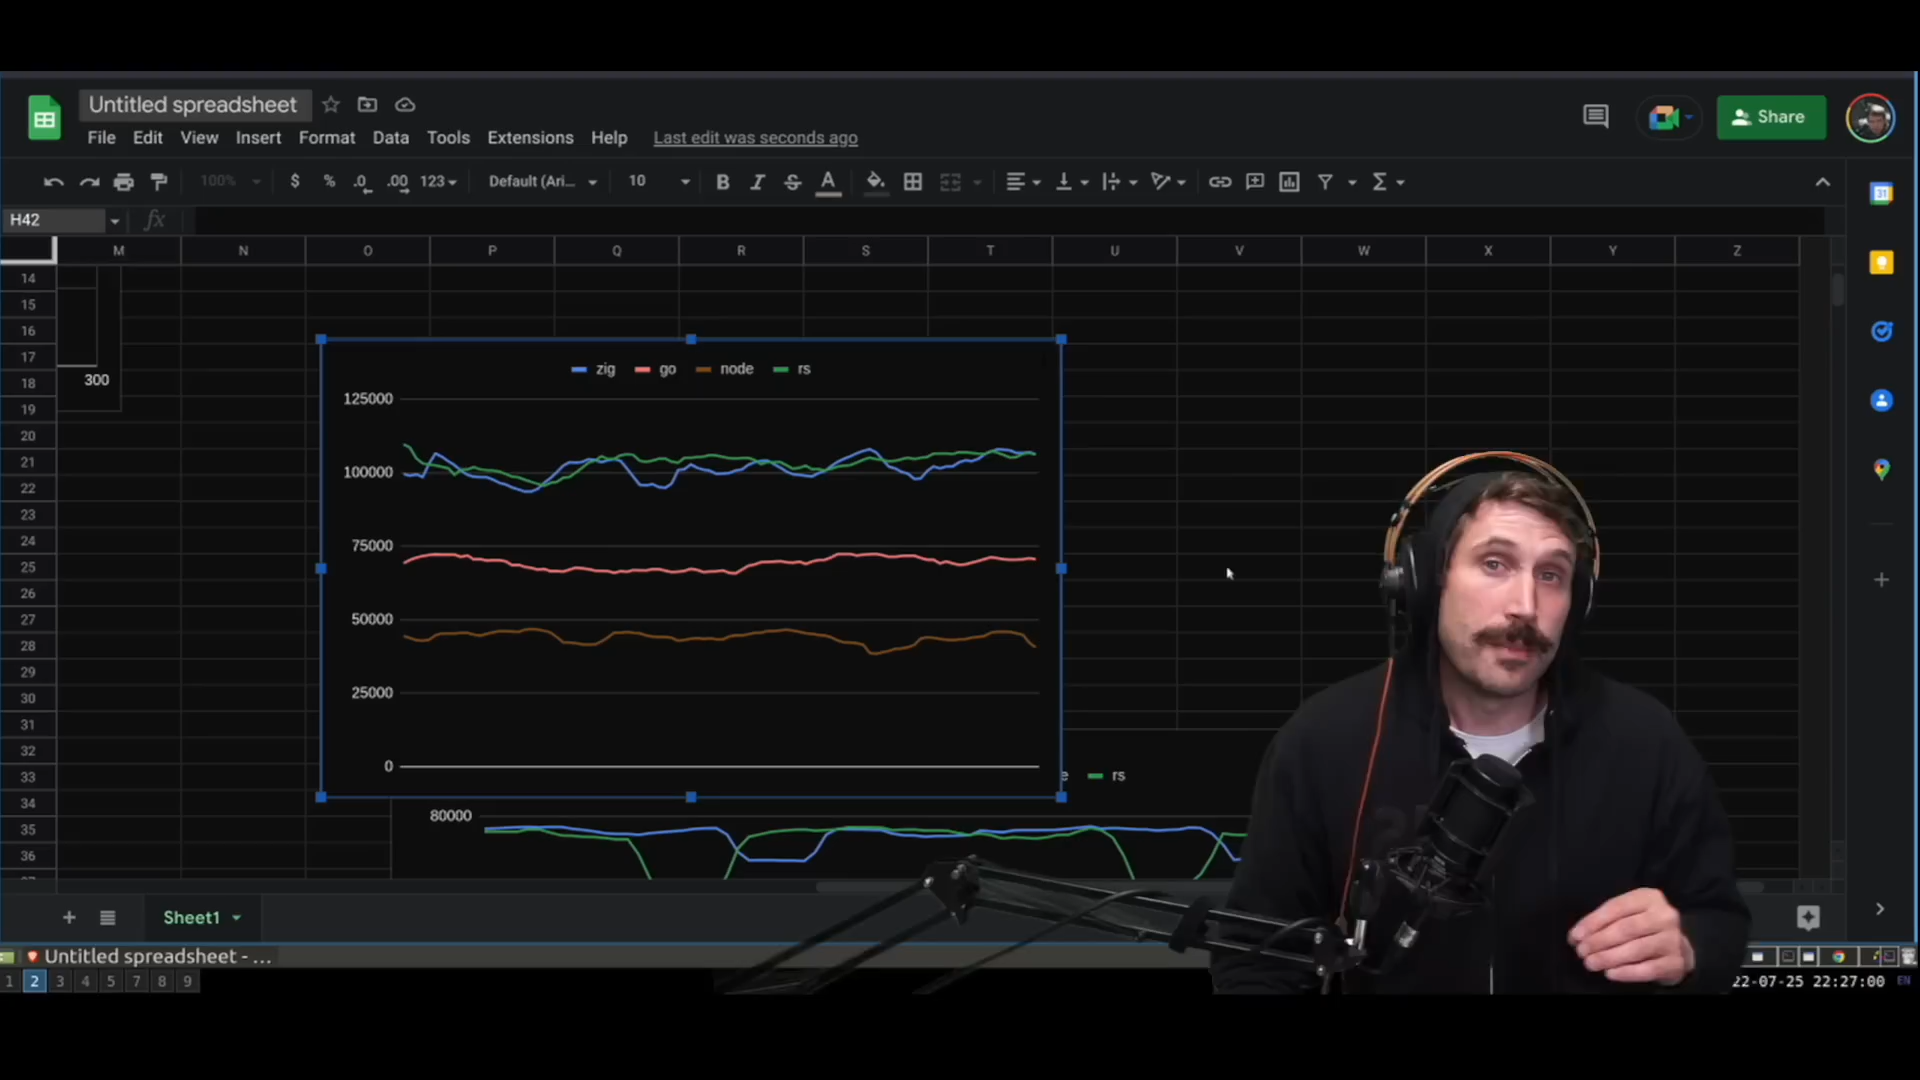 Untitled spreadsheet
File Edit View Insert Format Data Tools Extensions Help Last edit was seconds ago
Share
100% $ % .0 .00 123 Default (Ari... 10 B I S A
H42 fx
M N O P Q R S T U V W X Y Z
14
15
16
17
18
19
20
21
22
23
24
25
26
27
28
29
30
31
32
33
34
35
36
300
zig go node rs
125000
100000
75000
50000
25000
0
rs
80000
Sheet1
Untitled spreadsheet - ...
1 2 3 4 5 6 7 8 9
22-07-25 22:27:00 EN
31